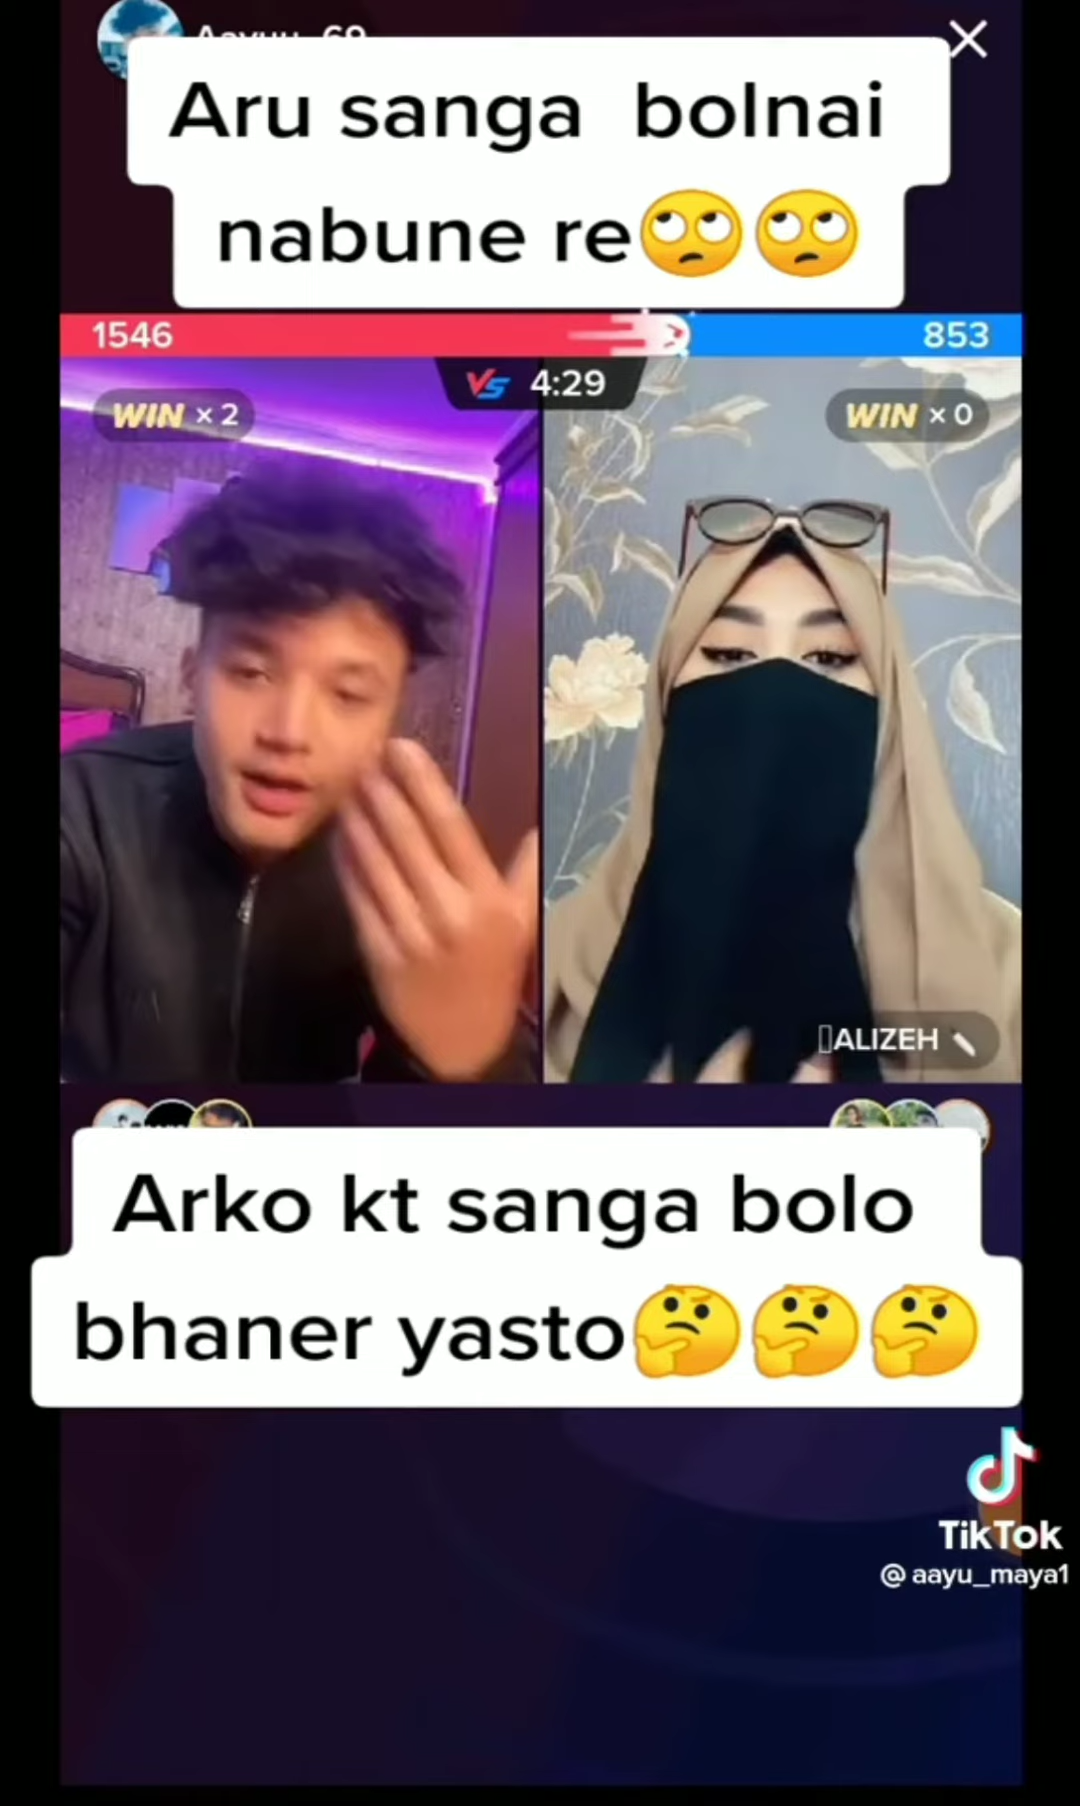 Aayuu_69
Aru sanga bolnai
nabune re🙄🙄
1546
853
VS 4:29
WIN × 2
WIN × 0
ALIZEH
Arko kt sanga bolo
bhaner yasto🤔🤔🤔
TikTok
@aayu_maya1